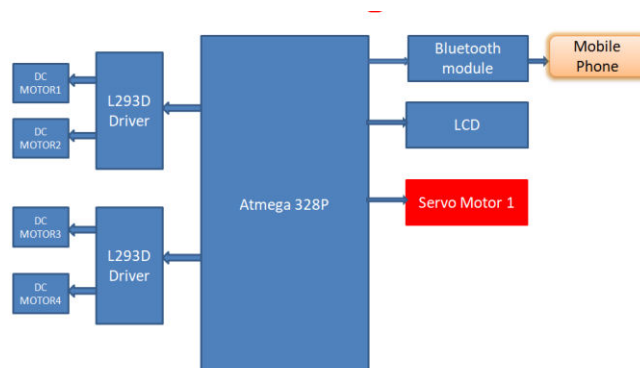 DC
MOTOR1
DC
MOTOR2
L293D
Driver
DC
MOTOR3
DC
MOTOR4
L293D
Driver
Atmega 328P
Bluetooth
module
Mobile
Phone
LCD
Servo Motor 1